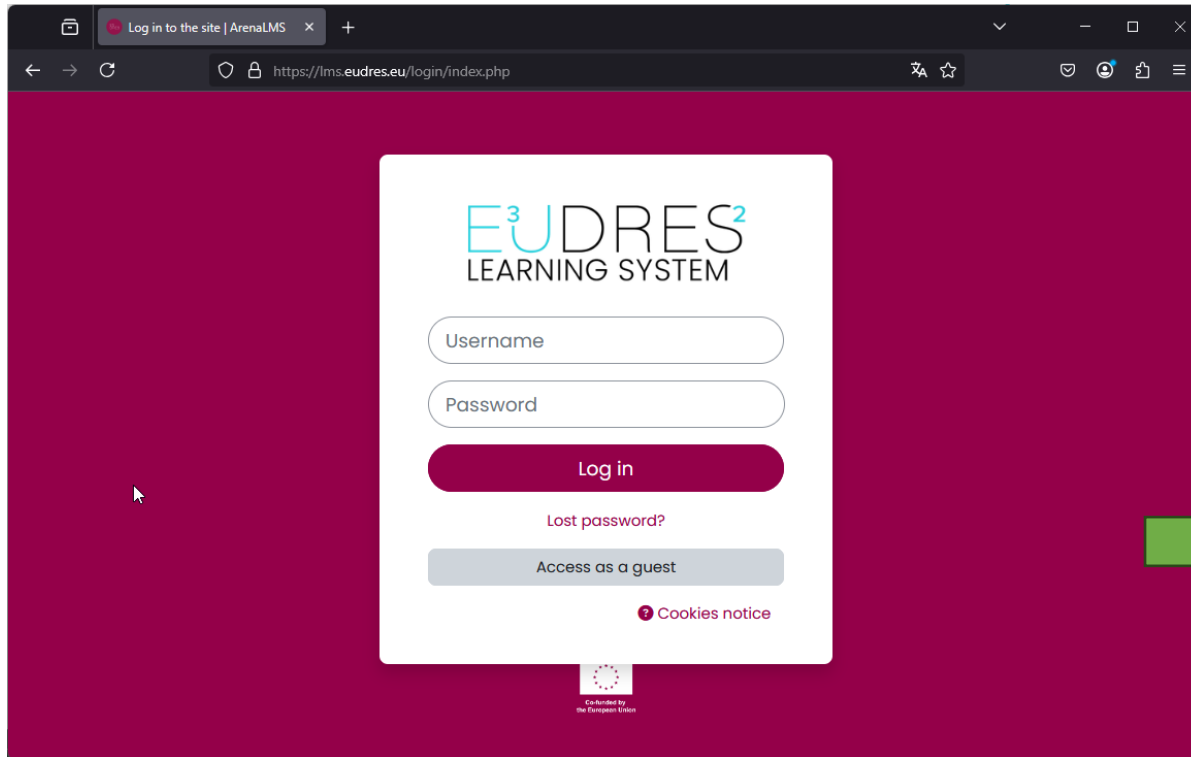 Log in to the site | ArenaLMS
https://lms.eudres.eu/login/index.php
E³UDRES²
LEARNING SYSTEM
Username
Password
Log in
Lost password?
Access as a guest
? Cookies notice
Co-funded by
the European Union